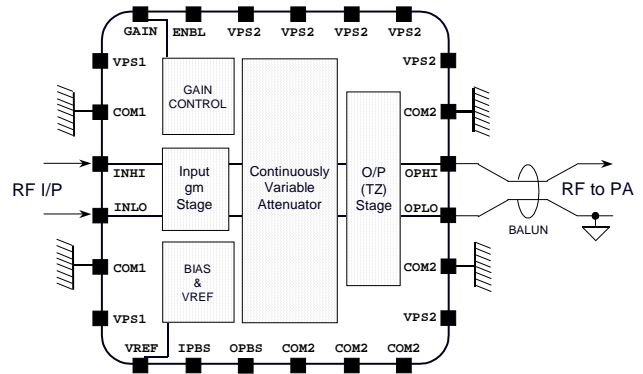 GAIN ENBL VPS2 VPS2 VPS2 VPS2
VPS1 VPS2
GAIN
CONTROL
COM1 COM2
RF I/P
INHI OPHI
Input
gm
Stage
Continuously
Variable
Attenuator
O/P
(TZ)
Stage
RF to PA
INLO OPLO
BALUN
COM1 COM2
BIAS
&
VREF
VPS1 VPS2
VREF IPBS OPBS COM2 COM2 COM2